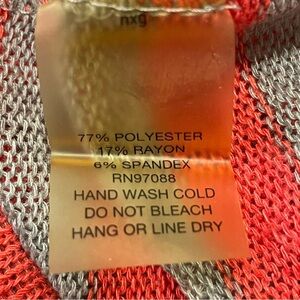 nxg
77% POLYESTER
17% RAYON
6% SPANDEX
RN97088
HAND WASH COLD
DO NOT BLEACH
HANG OR LINE DRY